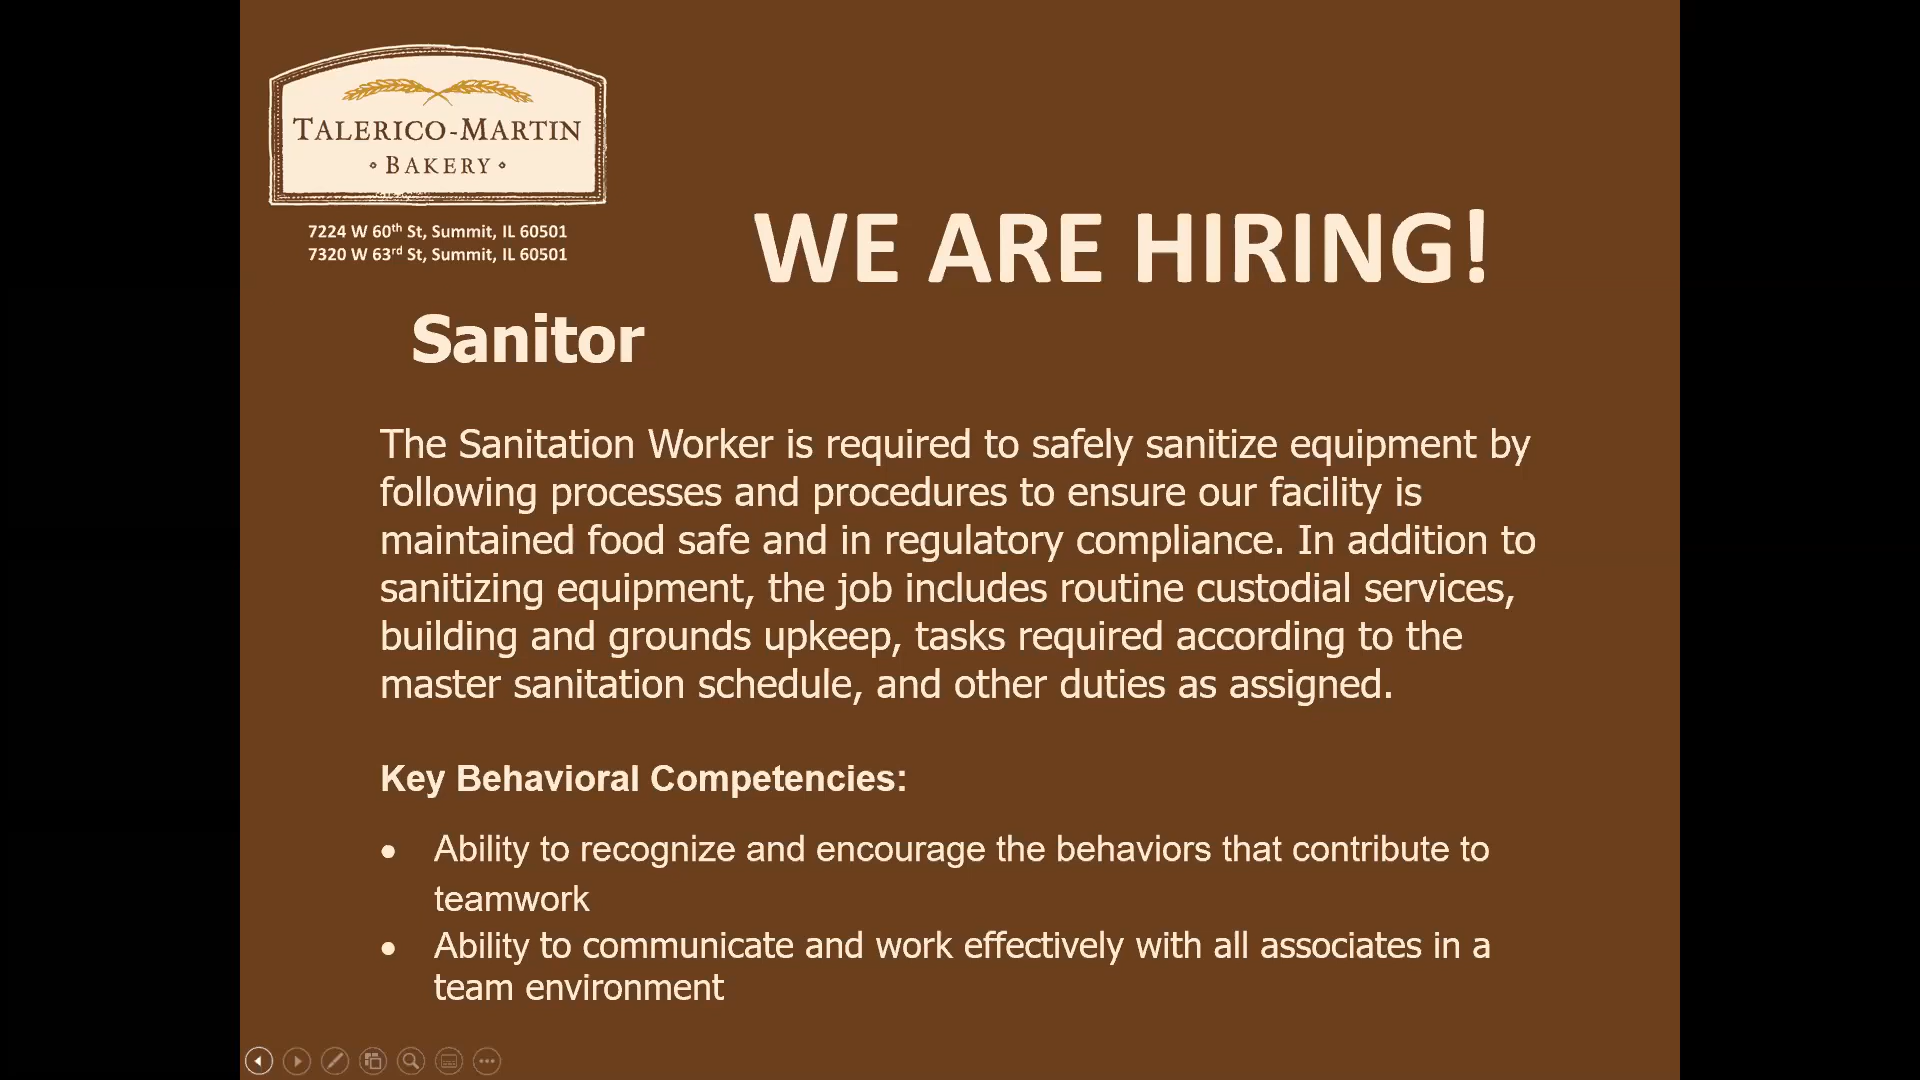 TALERICO-MARTIN
BAKERY
7224 W 60th St, Summit, IL 60501
7320 W 63rd St, Summit, IL 60501
WE ARE HIRING!
Sanitor
The Sanitation Worker is required to safely sanitize equipment by
following processes and procedures to ensure our facility is
maintained food safe and in regulatory compliance. In addition to
sanitizing equipment, the job includes routine custodial services,
building and grounds upkeep, tasks required according to the
master sanitation schedule, and other duties as assigned.
Key Behavioral Competencies:
• Ability to recognize and encourage the behaviors that contribute to
teamwork
• Ability to communicate and work effectively with all associates in a
team environment